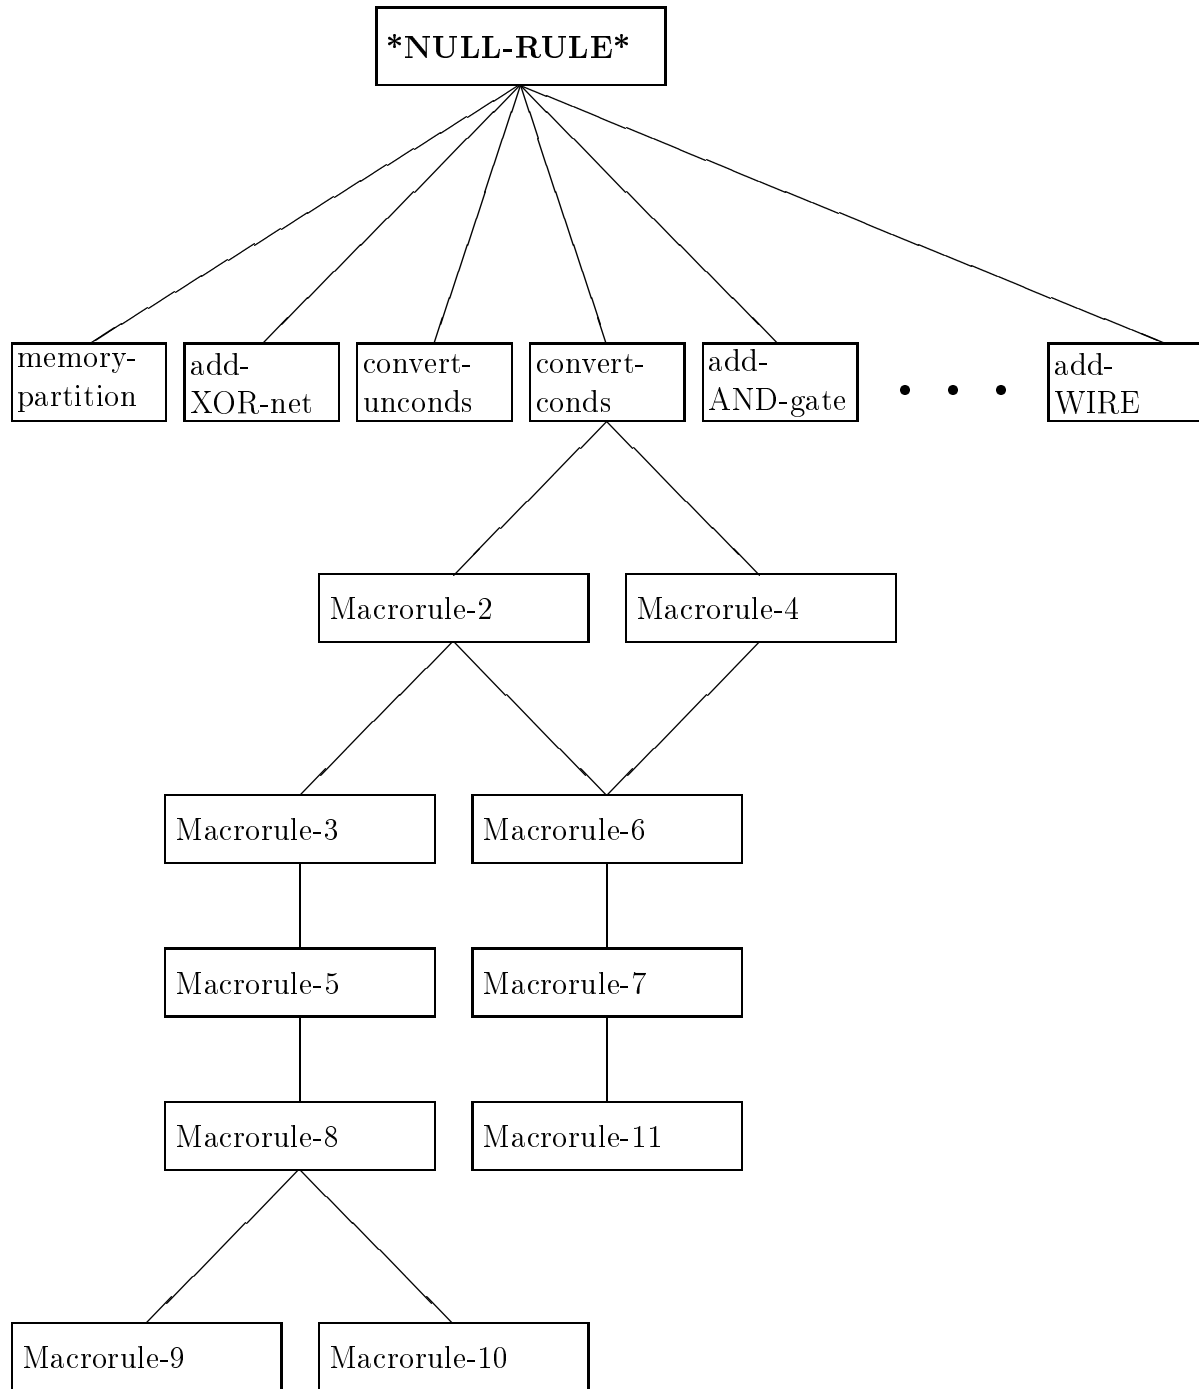 *NULL-RULE*
memory-
partition
add-
XOR-net
convert-
unconds
convert-
conds
add-
AND-gate
add-
WIRE
Macrorule-2
Macrorule-4
Macrorule-3
Macrorule-6
Macrorule-5
Macrorule-7
Macrorule-8
Macrorule-11
Macrorule-9
Macrorule-10